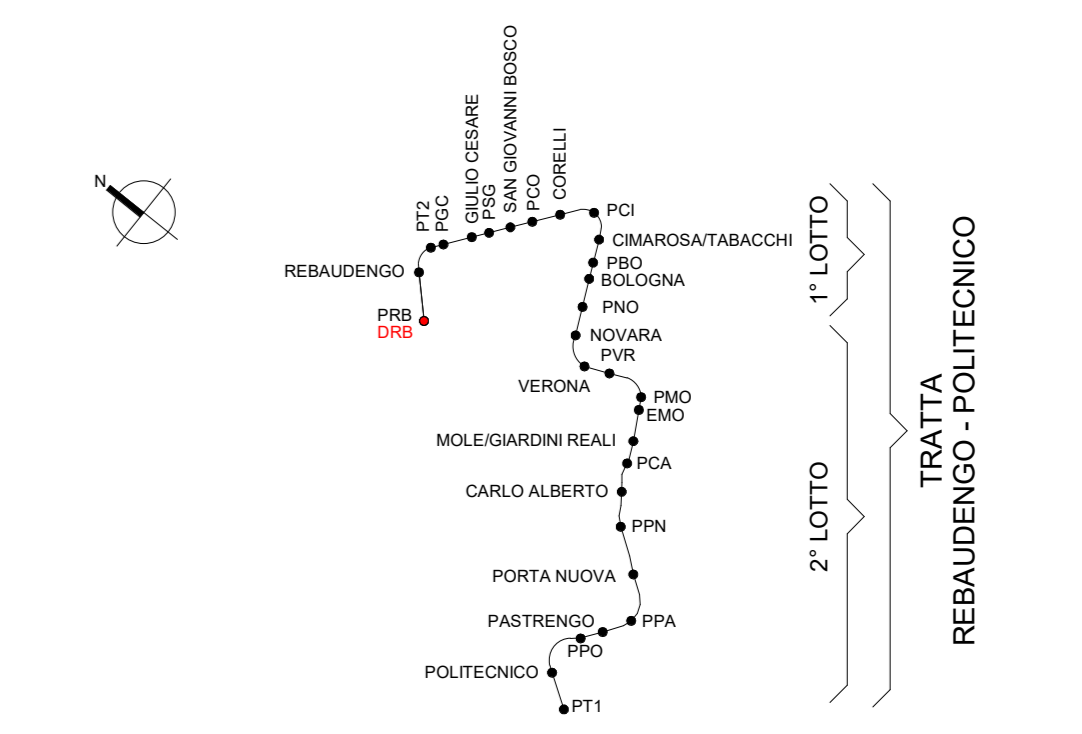 N
REBAUDENGO
PRB
DRB
PT2
PGC
GIULIO CESARE
PSG
SAN GIOVANNI BOSCO
PCO
CORELLI
PCI
CIMAROSA/TABACCHI
PBO
BOLOGNA
PNO
NOVARA
PVR
VERONA
PMO
EMO
MOLE/GIARDINI REALI
PCA
CARLO ALBERTO
PPN
PORTA NUOVA
PPA
PASTRENGO
PPO
POLITECNICO
PT1
1° LOTTO
2° LOTTO
TRATTA
REBAUDENGO - POLITECNICO